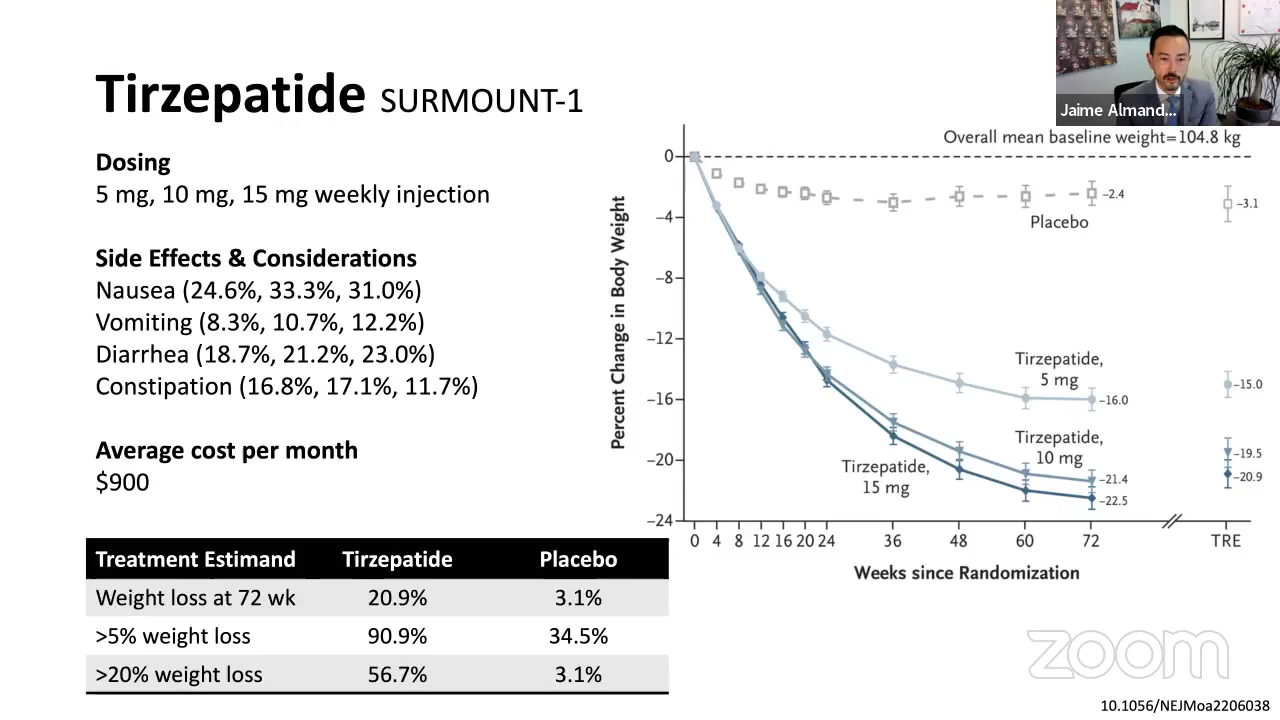 Tirzepatide SURMOUNT-1
Jaime Almand...
Dosing
5 mg, 10 mg, 15 mg weekly injection
Side Effects & Considerations
Nausea (24.6%, 33.3%, 31.0%)
Vomiting (8.3%, 10.7%, 12.2%)
Diarrhea (18.7%, 21.2%, 23.0%)
Constipation (16.8%, 17.1%, 11.7%)
Average cost per month
$900
Treatment Estimand Tirzepatide Placebo
Weight loss at 72 wk 20.9% 3.1%
>5% weight loss 90.9% 34.5%
>20% weight loss 56.7% 3.1%
Overall mean baseline weight=104.8 kg
Percent Change in Body Weight
0
−4
−8
−12
−16
−20
−24
−2.4
−3.1
Placebo
Tirzepatide,
5 mg
−16.0
−15.0
Tirzepatide,
10 mg
−21.4
−19.5
Tirzepatide,
15 mg
−22.5
−20.9
0 4 8 12 16 20 24 36 48 60 72 TRE
Weeks since Randomization
zoom
10.1056/NEJMoa2206038